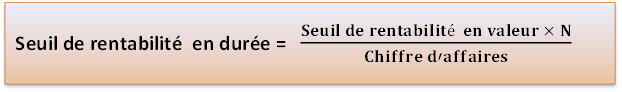 Seuil de rentabilité en durée = Seuil de rentabilité en valeur × N
Chiffre d'affaires